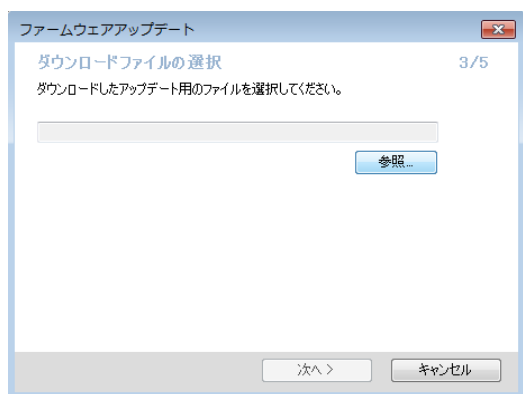 ファームウェアアップデート
ダウンロードファイルの選択 3/5
ダウンロードしたアップデート用のファイルを選択してください。
参照...
次へ >
キャンセル